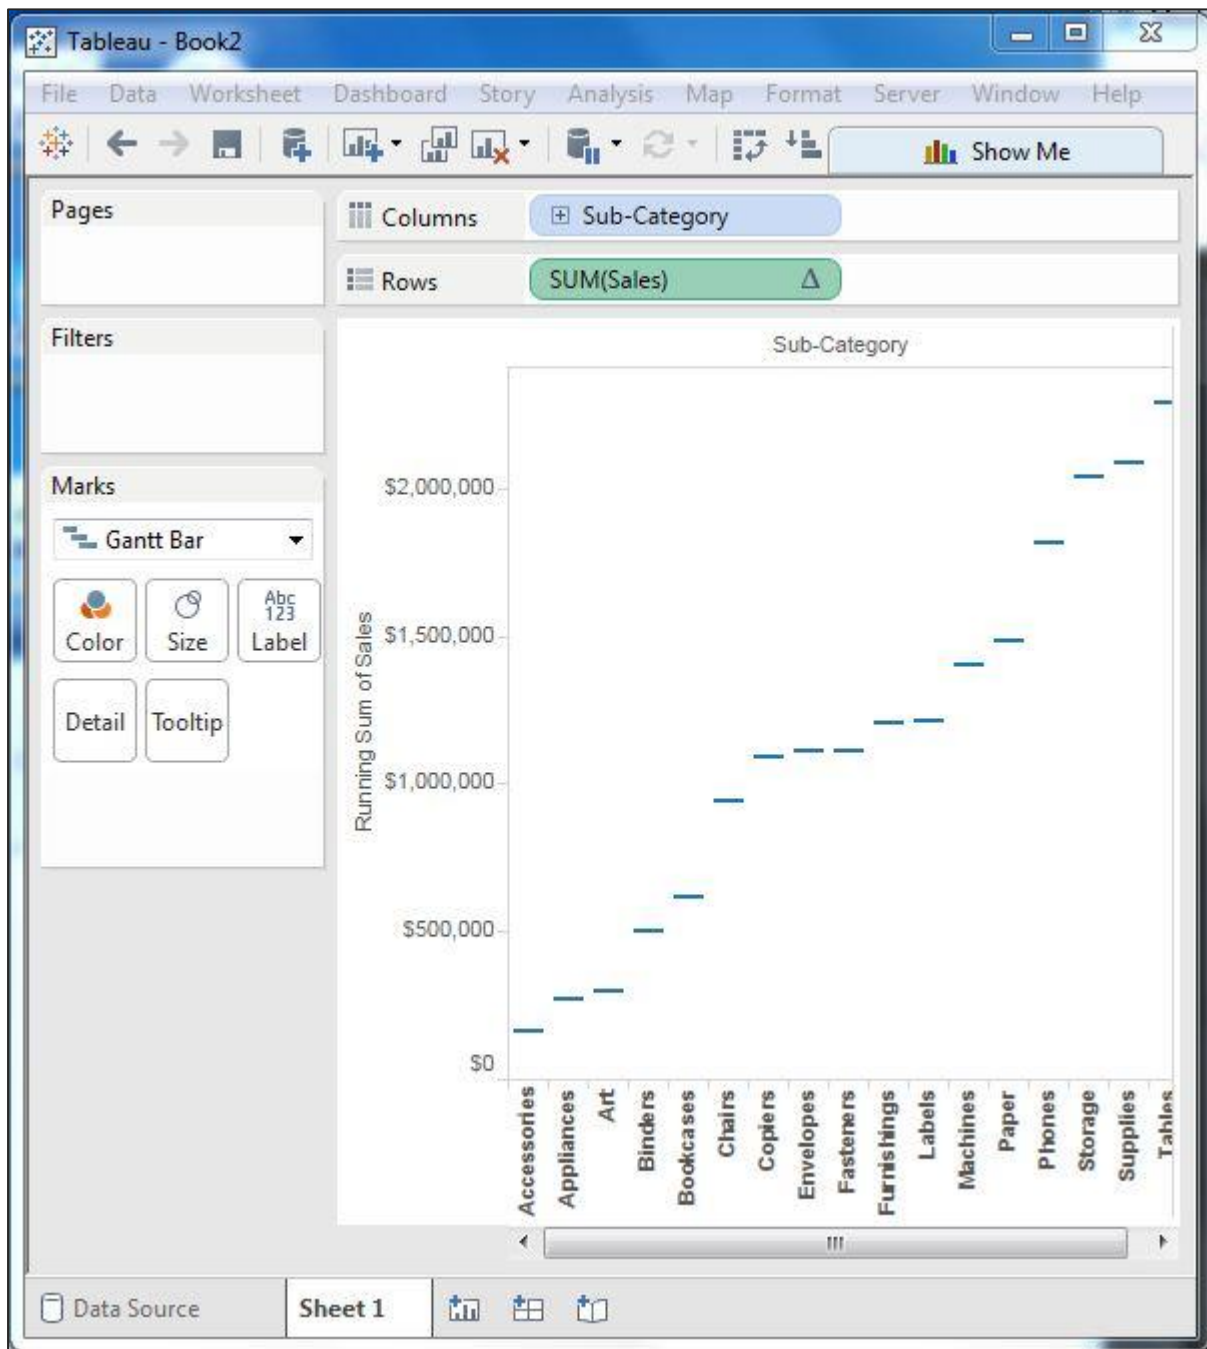 Tableau - Book2
File Data Worksheet Dashboard Story Analysis Map Format Server Window Help
Show Me
Pages
Columns
Sub-Category
Rows
SUM(Sales) Δ
Filters
Marks
Gantt Bar
Color
Size
Abc
123
Label
Detail
Tooltip
Sub-Category
Running Sum of Sales
$2,000,000
$1,500,000
$1,000,000
$500,000
$0
Accessories
Appliances
Art
Binders
Bookcases
Chairs
Copiers
Envelopes
Fasteners
Furnishings
Labels
Machines
Paper
Phones
Storage
Supplies
Tables
Data Source
Sheet 1